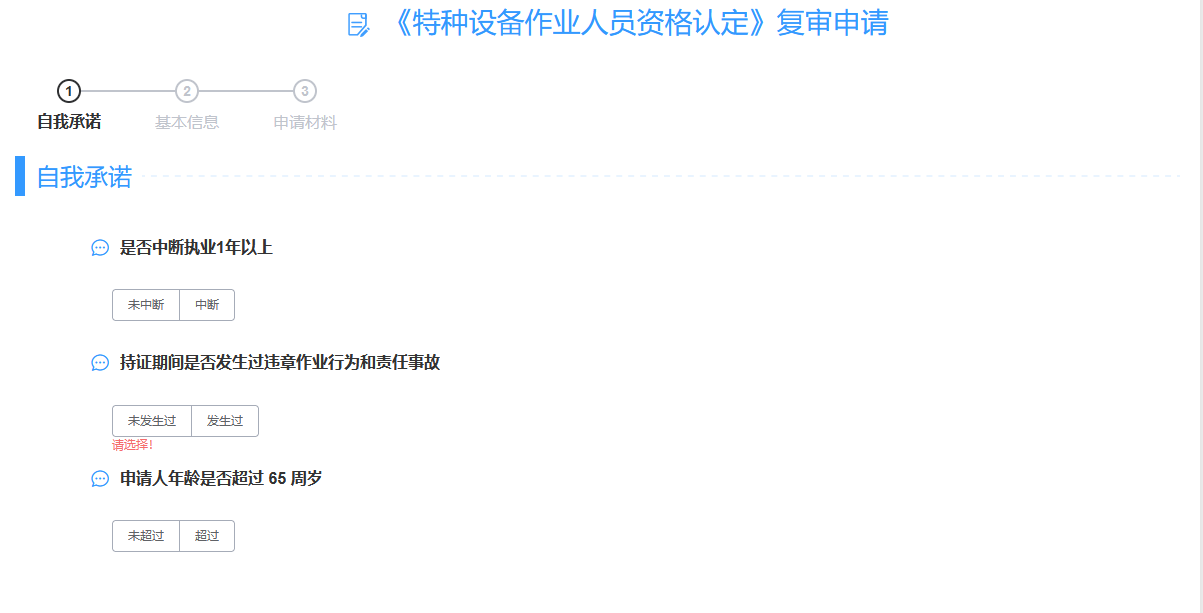 《特种设备作业人员资格认定》复审申请
1 2 3
自我承诺 基本信息 申请材料
自我承诺
是否中断执业1年以上
未中断 中断
持证期间是否发生过违章作业行为和责任事故
未发生过 发生过
请选择!
申请人年龄是否超过 65 周岁
未超过 超过